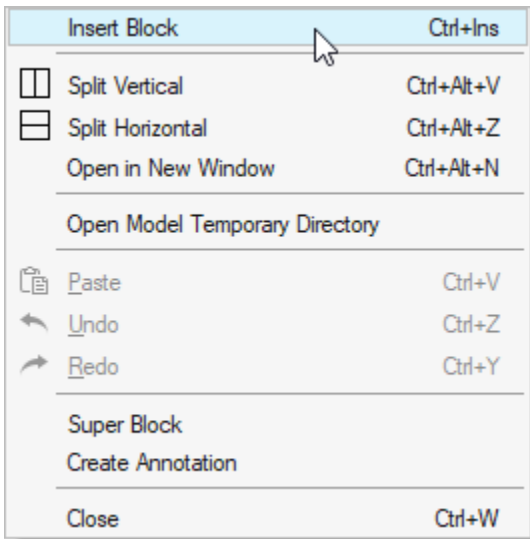 Insert Block Ctrl+Ins
Split Vertical Ctrl+Alt+V
Split Horizontal Ctrl+Alt+Z
Open in New Window Ctrl+Alt+N
Open Model Temporary Directory
Paste Ctrl+V
Undo Ctrl+Z
Redo Ctrl+Y
Super Block
Create Annotation
Close Ctrl+W